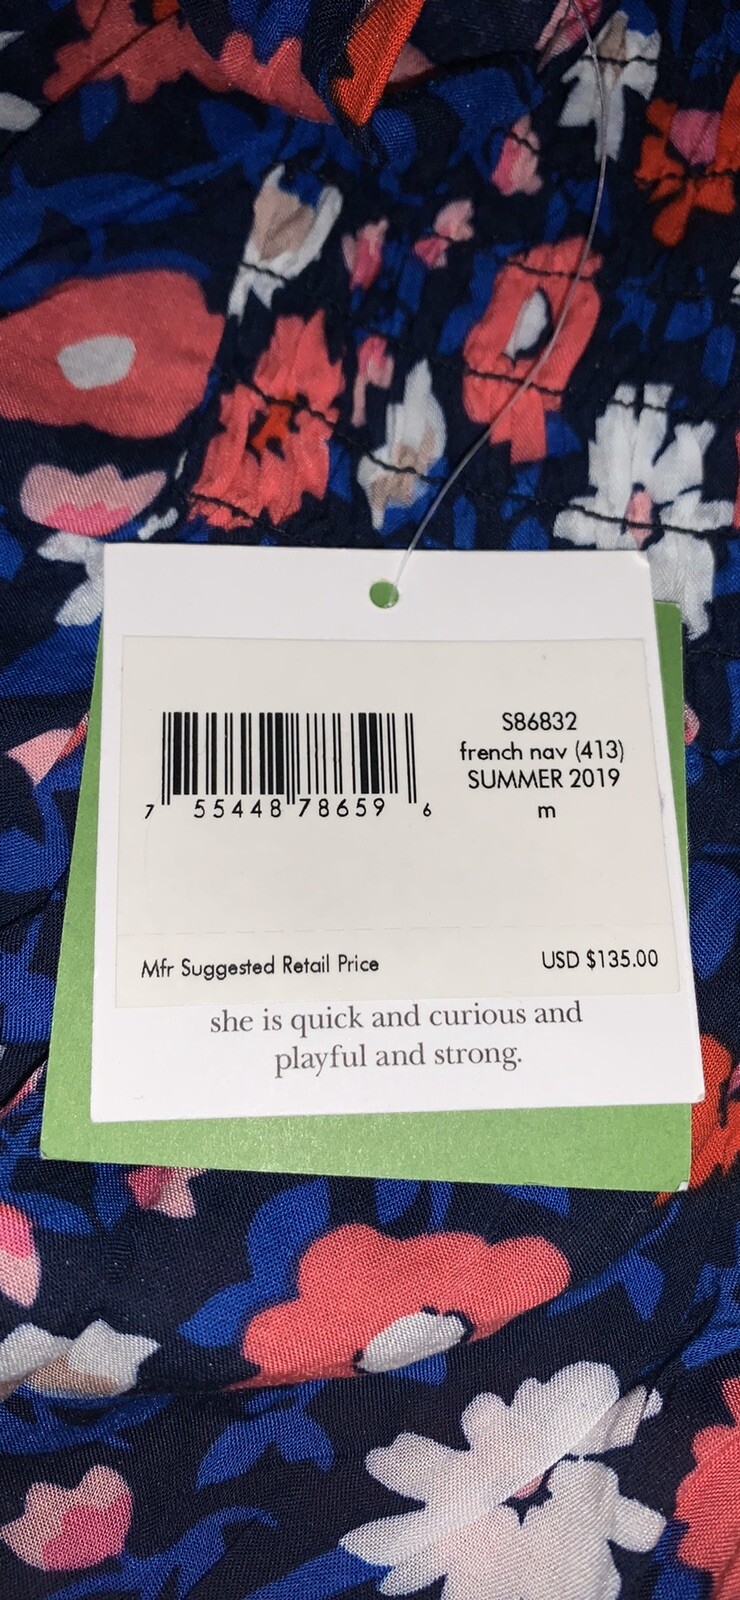 S86832
french nav (413)
SUMMER 2019
m
7 55448 78659 6
Mfr Suggested Retail Price USD $135.00
she is quick and curious and
playful and strong.